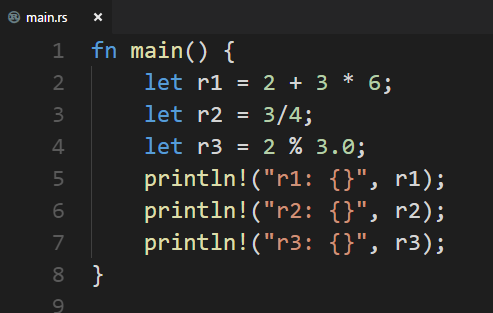 main.rs ×
1 fn main() {
2     let r1 = 2 + 3 * 6;
3     let r2 = 3/4;
4     let r3 = 2 % 3.0;
5     println!("r1: {}", r1);
6     println!("r2: {}", r2);
7     println!("r3: {}", r3);
8 }
9